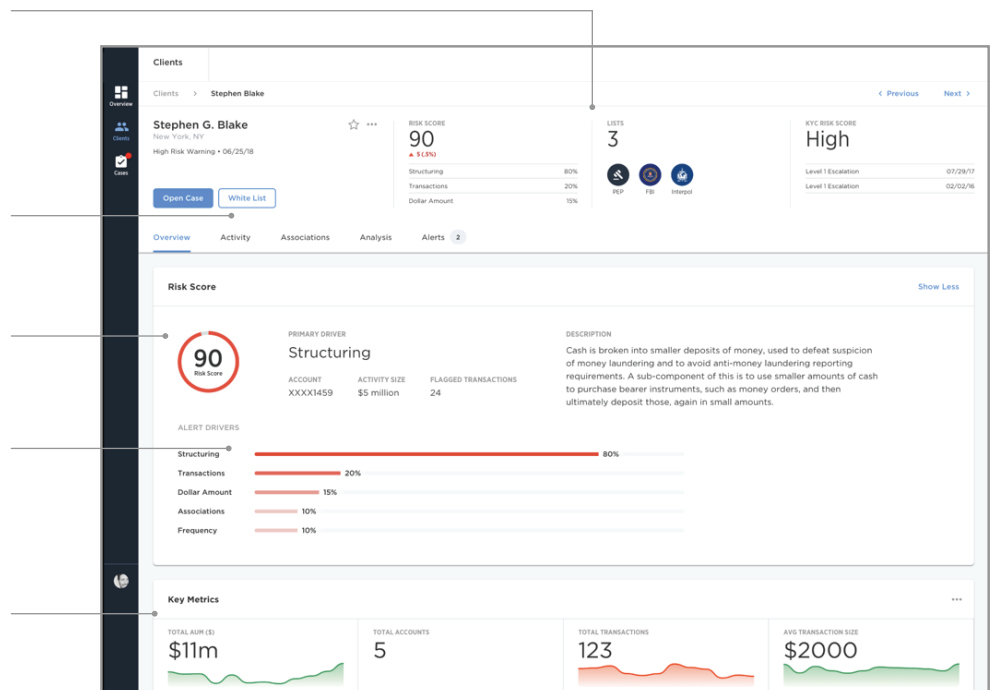 Clients
Overview
Clients
Cases
Clients > Stephen Blake
< Previous Next >
Stephen G. Blake
New York, NY
High Risk Warning • 06/25/18
Open Case White List
RISK SCORE
90
▲ 5 (.5%)
Structuring 80%
Transactions 20%
Dollar Amount 15%
LISTS
3
PEP FBI Interpol
KYC RISK SCORE
High
Level 1 Escalation 07/29/17
Level 1 Escalation 02/02/16
Overview Activity Associations Analysis Alerts 2
Risk Score Show Less
90
Risk Score
PRIMARY DRIVER
Structuring
ACCOUNT ACTIVITY SIZE FLAGGED TRANSACTIONS
XXXX1459 $5 million 24
DESCRIPTION
Cash is broken into smaller deposits of money, used to defeat suspicion
of money laundering and to avoid anti-money laundering reporting
requirements. A sub-component of this is to use smaller amounts of cash
to purchase bearer instruments, such as money orders, and then
ultimately deposit those, again in small amounts.
ALERT DRIVERS
Structuring 80%
Transactions 20%
Dollar Amount 15%
Associations 10%
Frequency 10%
Key Metrics
TOTAL AUM ($) TOTAL ACCOUNTS TOTAL TRANSACTIONS AVG TRANSACTION SIZE
$11m 5 123 $2000